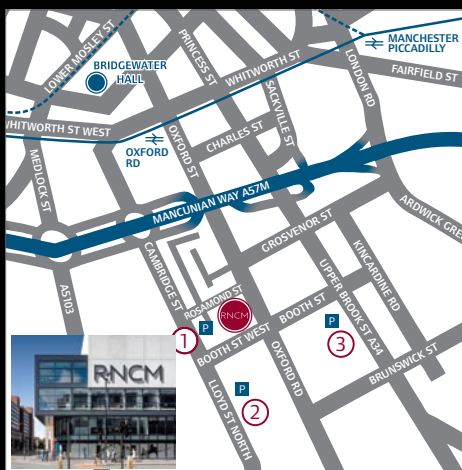 LOWER MOSLEY ST
BRIDGEWATER
HALL
PRINCESS ST
MANCHESTER
PICCADILLY
WHITWORTH ST
LONDON RD
FAIRFIELD ST
SACKVILLE ST
WHITWORTH ST WEST
OXFORD ST
CHARLES ST
OXFORD
RD
MEDLOCK ST
MANCUNIAN WAY A57M
ARDWICK GRE
GROSVENOR ST
CAMBRIDGE ST
KINCARDINE RD
UPPER BROOK ST A34
A5103
ROSAMOND ST
RNCM
BOOTH ST
P
1
P
3
BOOTH ST WEST
OXFORD RD
BRUNSWICK ST
RNCM
P
2
LLOYD ST NORTH